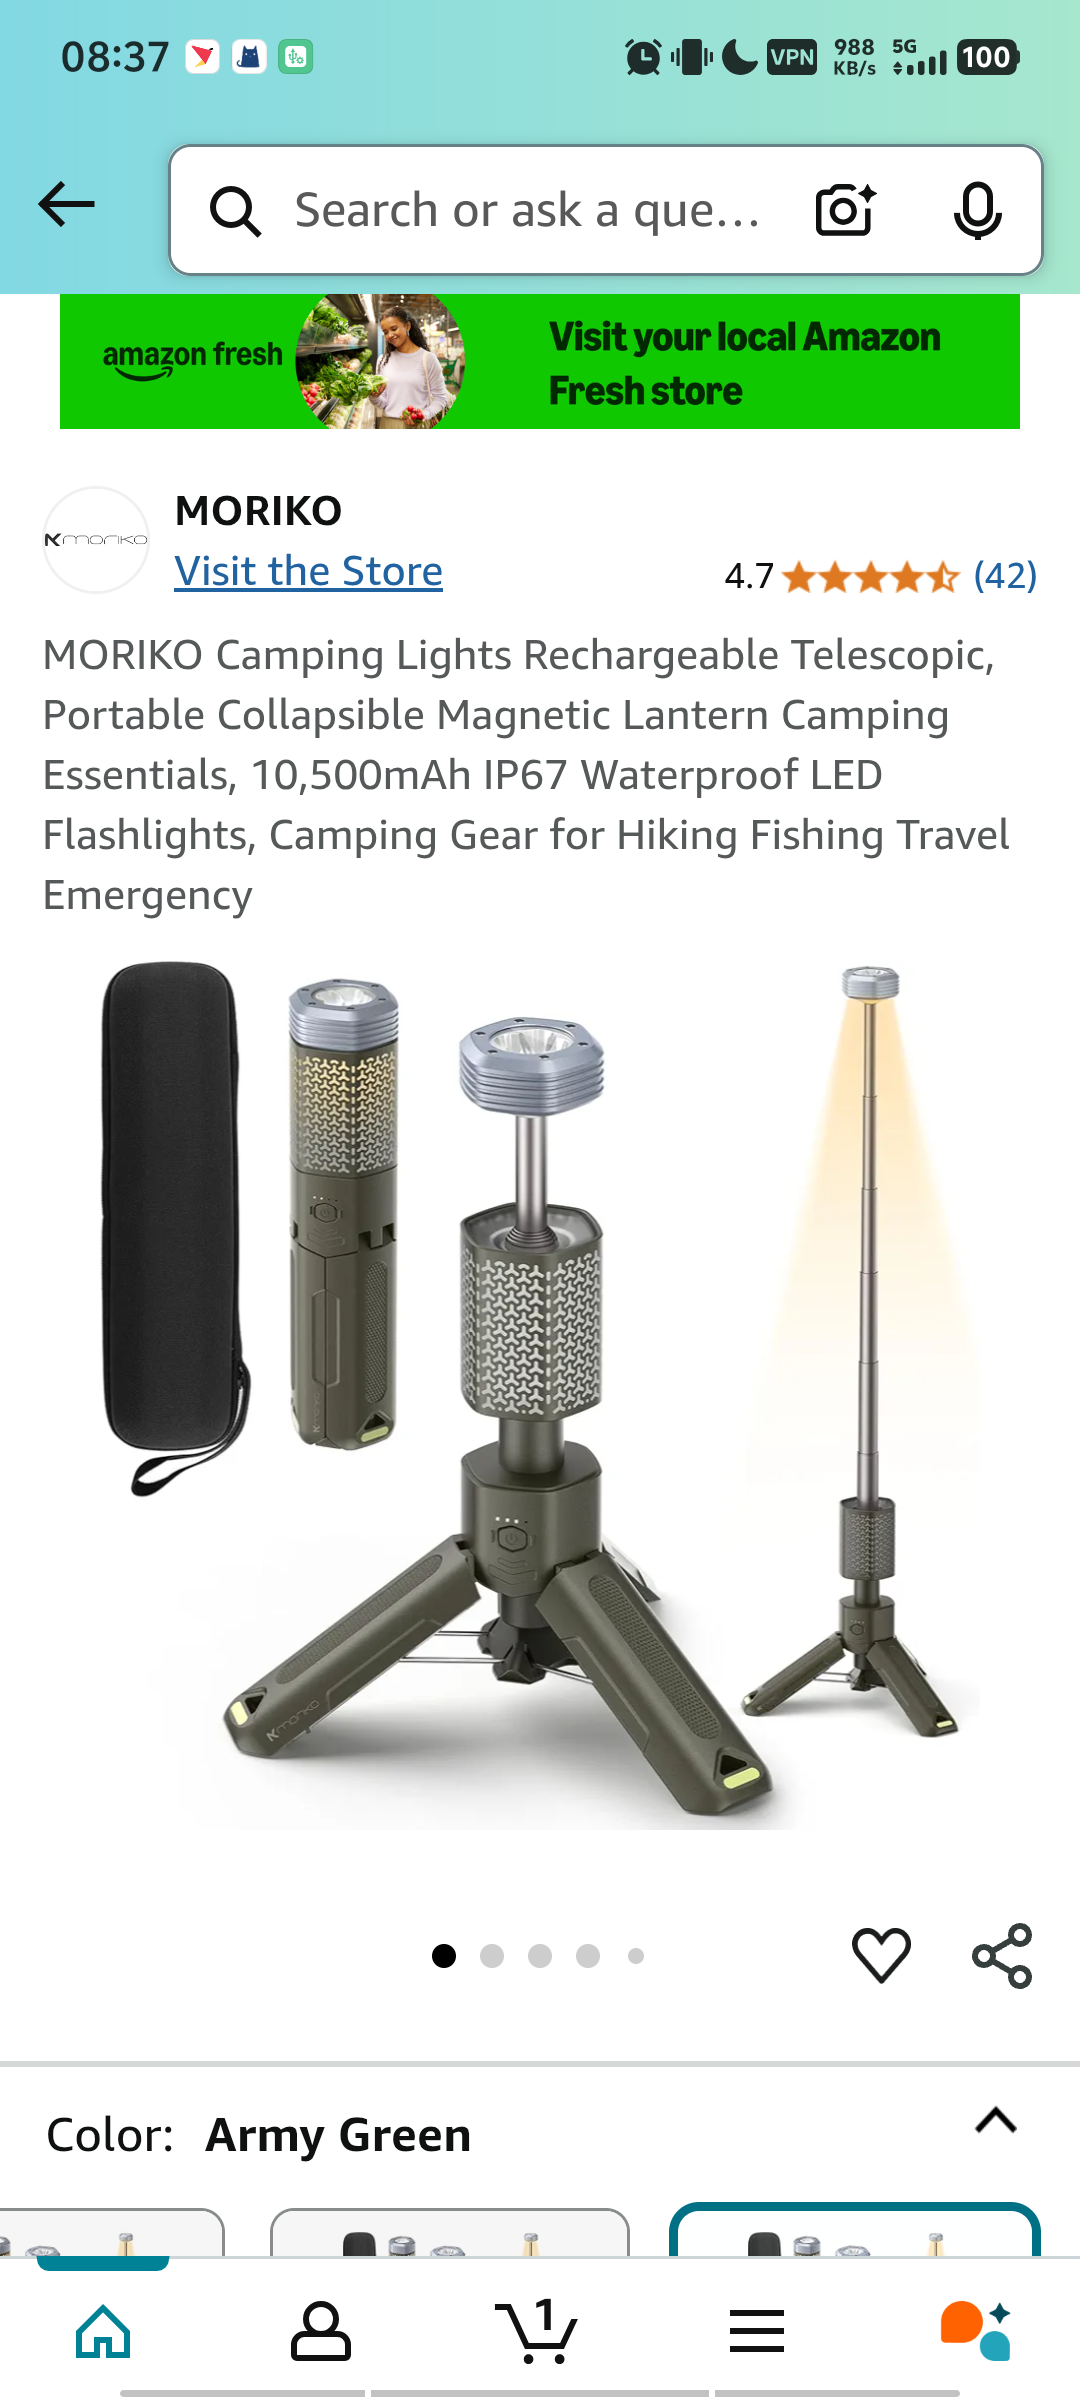 08:37
VPN
988
KB/s
5G
100
Search or ask a que...
amazon fresh
Visit your local Amazon
Fresh store
moriko
MORIKO
Visit the Store
4.7
(42)
MORIKO Camping Lights Rechargeable Telescopic,
Portable Collapsible Magnetic Lantern Camping
Essentials, 10,500mAh IP67 Waterproof LED
Flashlights, Camping Gear for Hiking Fishing Travel
Emergency
moriko
Color: Army Green
1